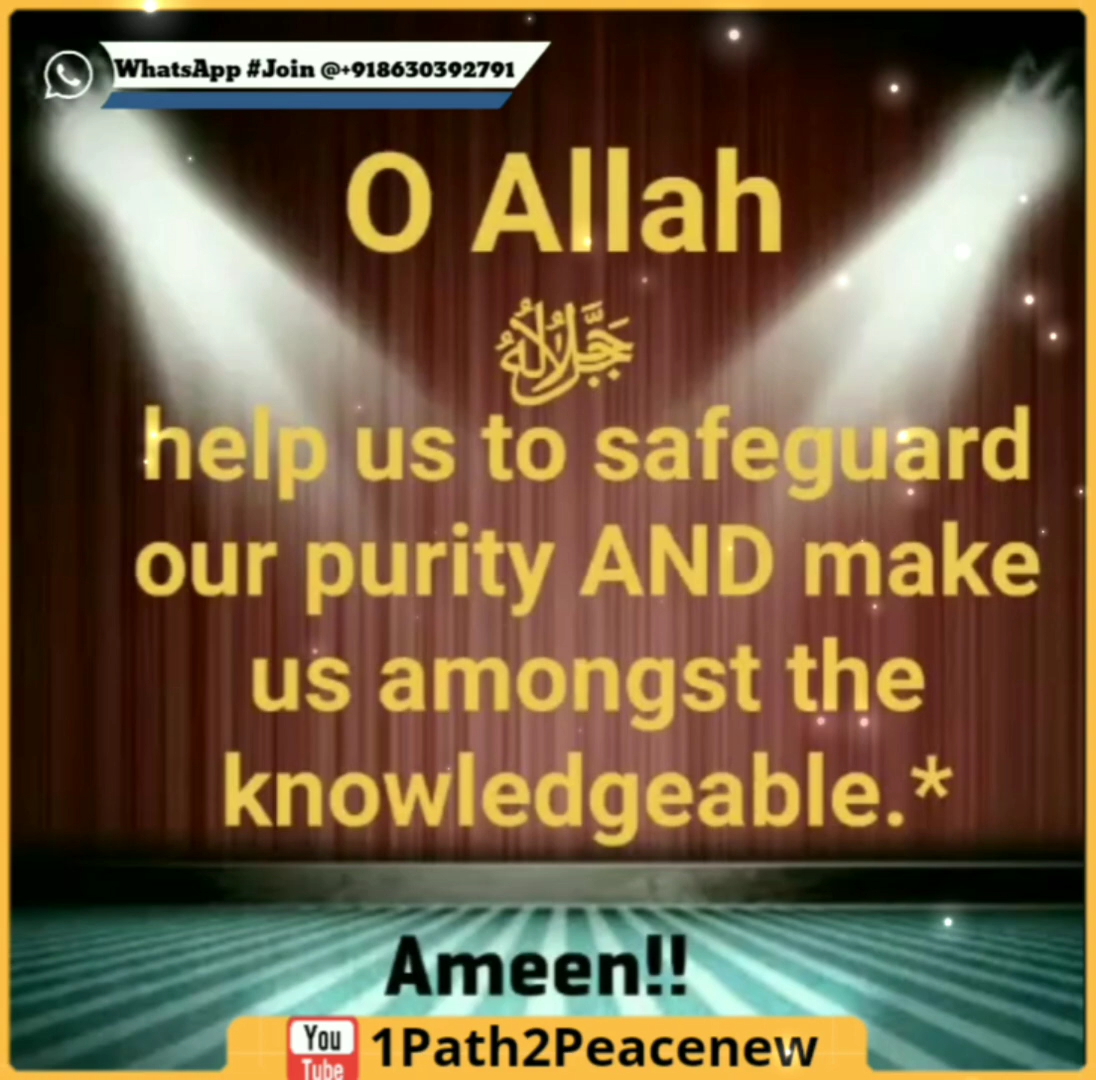 WhatsApp #Join @+918630392791
O Allah
جَلَّ جَلَالُهُ
help us to safeguard
our purity AND make
us amongst the
knowledgeable.*
Ameen!!
You
Tube
1Path2Peacenew